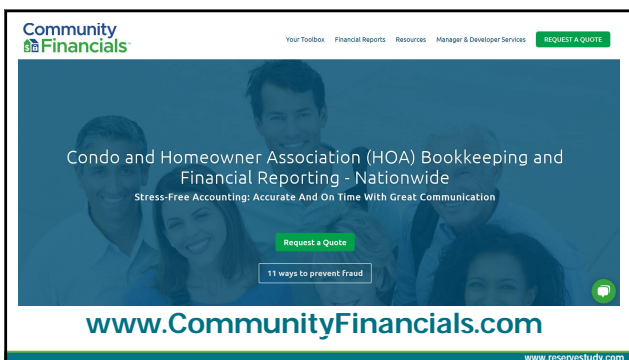 Community
Financials™
Your Toolbox Financial Reports Resources Manager & Developer Services REQUEST A QUOTE
Condo and Homeowner Association (HOA) Bookkeeping and
Financial Reporting - Nationwide
Stress-Free Accounting: Accurate And On Time With Great Communication
Request a Quote
11 ways to prevent fraud
www.CommunityFinancials.com
www.reservestudy.com